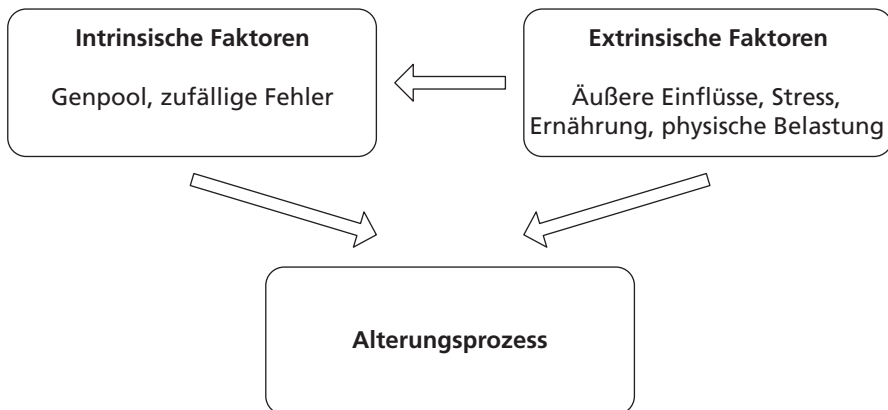 Intrinsische Faktoren
Genpool, zufällige Fehler
Extrinsische Faktoren
Äußere Einflüsse, Stress,
Ernährung, physische Belastung
Alterungsprozess